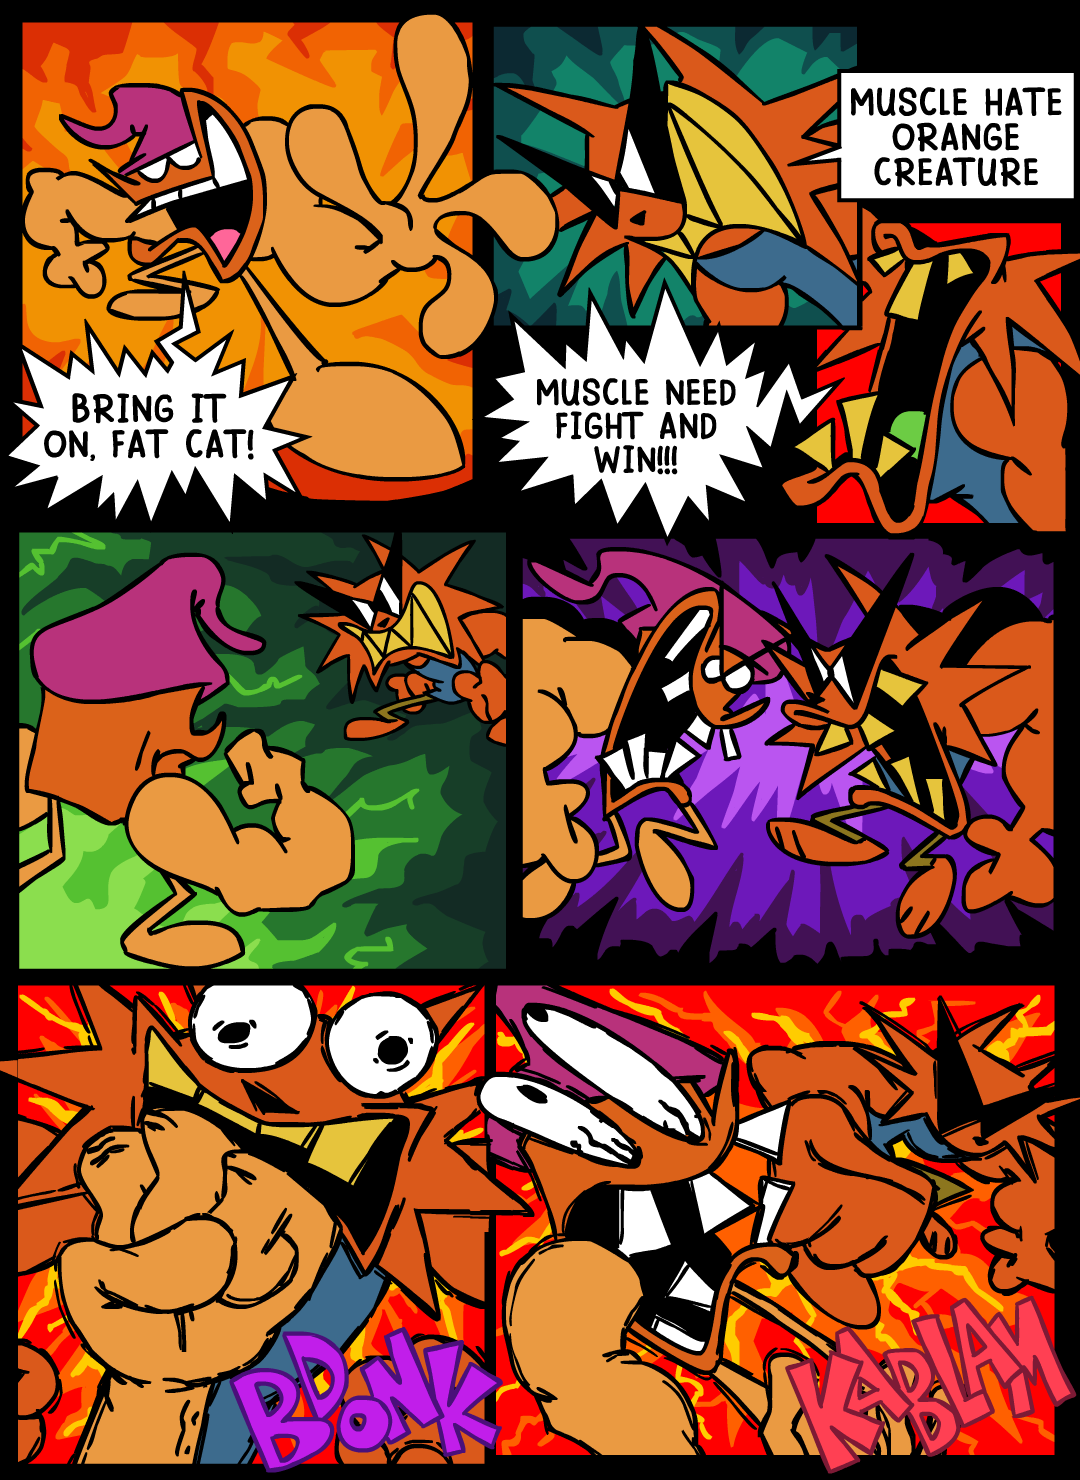 BRING IT
ON, FAT CAT!
MUSCLE HATE
ORANGE
CREATURE
MUSCLE NEED
FIGHT AND
WIN!!!
BDONK
KABLAM